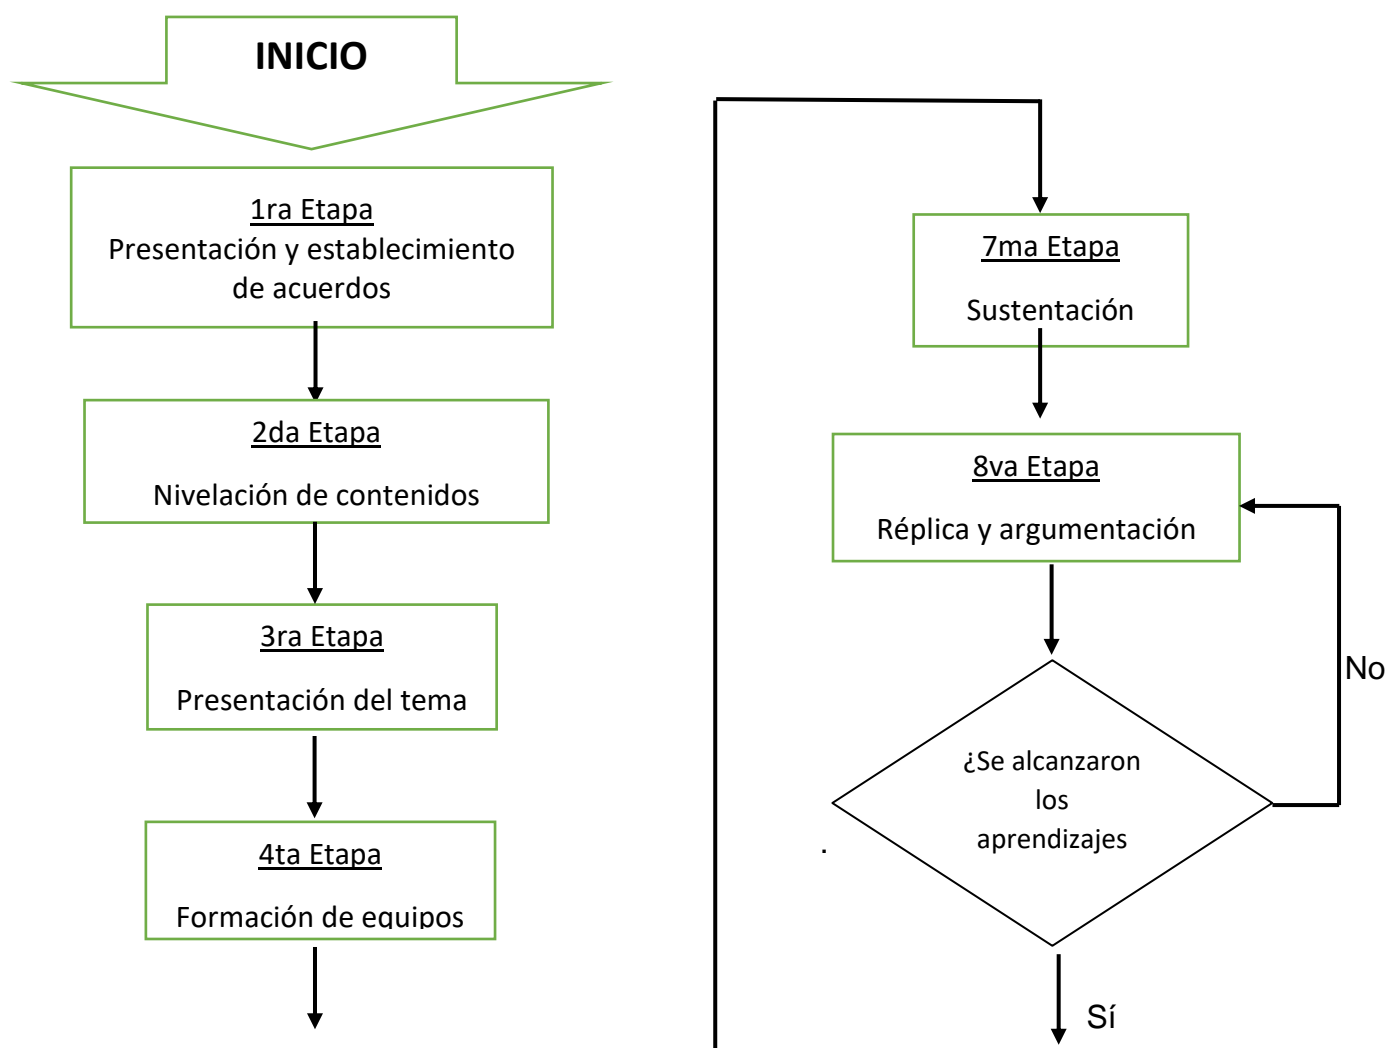 INICIO
1ra Etapa
Presentación y establecimiento
de acuerdos
2da Etapa
Nivelación de contenidos
3ra Etapa
Presentación del tema
4ta Etapa
Formación de equipos
7ma Etapa
Sustentación
8va Etapa
Réplica y argumentación
No
¿Se alcanzaron
los
aprendizajes
.
Sí